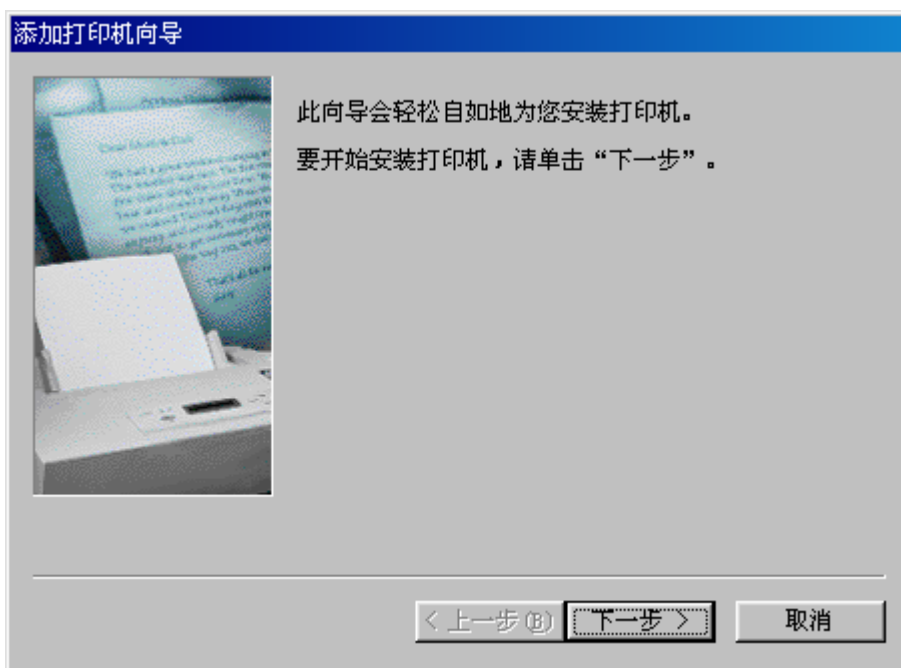 添加打印机向导
此向导会轻松自如地为您安装打印机。
要开始安装打印机，请单击“下一步”。
< 上一步(B)
下一步 >
取消